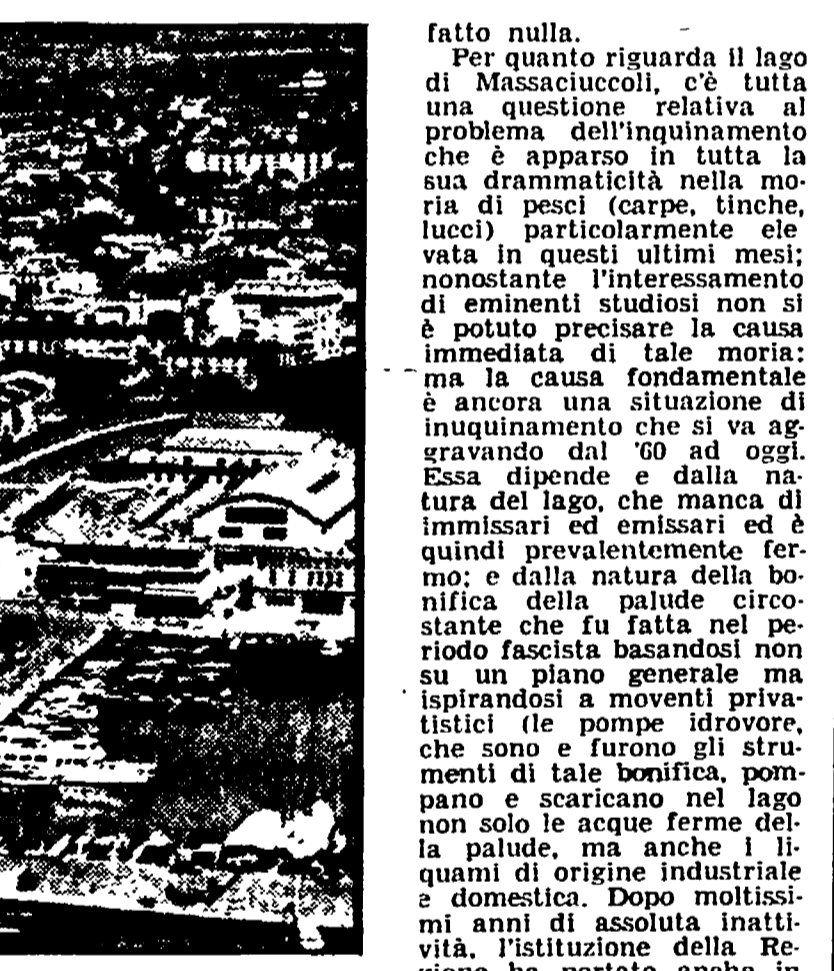 fatto nulla.
Per quanto riguarda il lago
di Massaciuccoli, c'è tutta
una questione relativa al
problema dell'inquinamento
che è apparso in tutta la
sua drammaticità nella mo-
ria di pesci (carpe, tinche,
lucci) particolarmente ele
vata in questi ultimi mesi;
nonostante l'interessamento
di eminenti studiosi non si
è potuto precisare la causa
immediata di tale moria:
ma la causa fondamentale
è ancora una situazione di
inuquinamento che si va ag-
gravando dal '60 ad oggi.
Essa dipende e dalla na-
tura del lago, che manca di
immissari ed emissari ed è
quindi prevalentemente fer-
mo; e dalla natura della bo-
nifica della palude circo-
stante che fu fatta nel pe-
riodo fascista basandosi non
su un piano generale ma
ispirandosi a moventi priva-
tistici (le pompe idrovore,
che sono e furono gli stru-
menti di tale bonifica, pom-
pano e scaricano nel lago
non solo le acque ferme del-
la palude, ma anche i li-
quami di origine industriale
e domestica. Dopo moltissi-
mi anni di assoluta inatti-
vità, l'istituzione della Re-
gione ha portato anche in